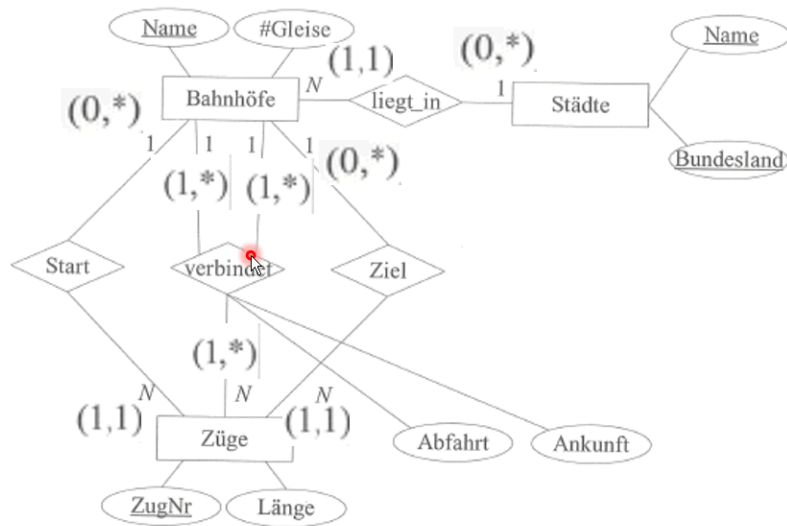 Name
#Gleise
Name
(1,1)
(0,*)
N
1
Bahnhöfe
liegt_in
Städte
(0,*)
1
1
1
1
(0,*)
Bundesland
(1,*)
(1,*)
Start
verbindet
Ziel
(1,*)
N
N
N
(1,1)
(1,1)
Züge
Abfahrt
Ankunft
ZugNr
Länge